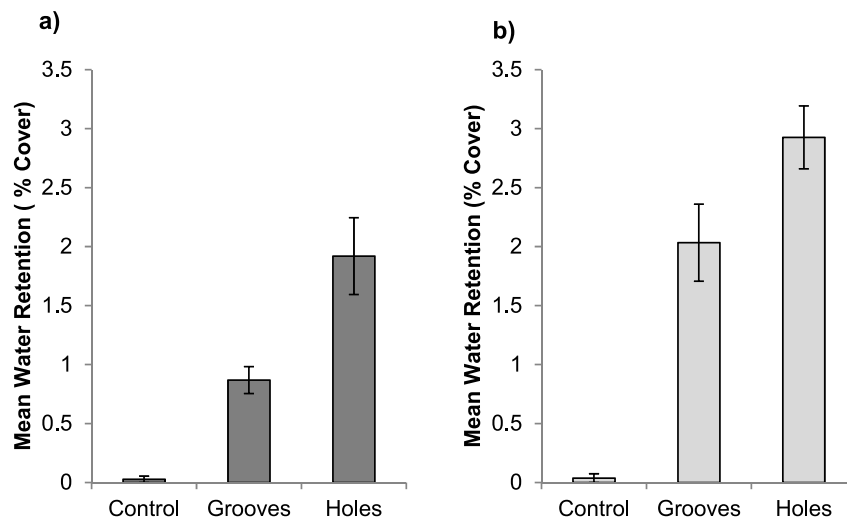 a)
Mean Water Retention ( % Cover)
3.5
3
2.5
2
1.5
1
0.5
0
Control Grooves Holes
b)
Mean Water Retention (% Cover)
3.5
3
2.5
2
1.5
1
0.5
0
Control Grooves Holes